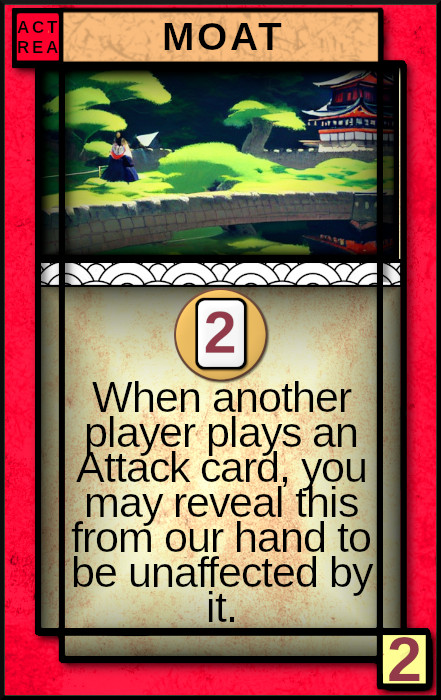 ACT
REA
MOAT
2
When another
player plays an
Attack card, you
may reveal this
from our hand to
be unaffected by
it.
2